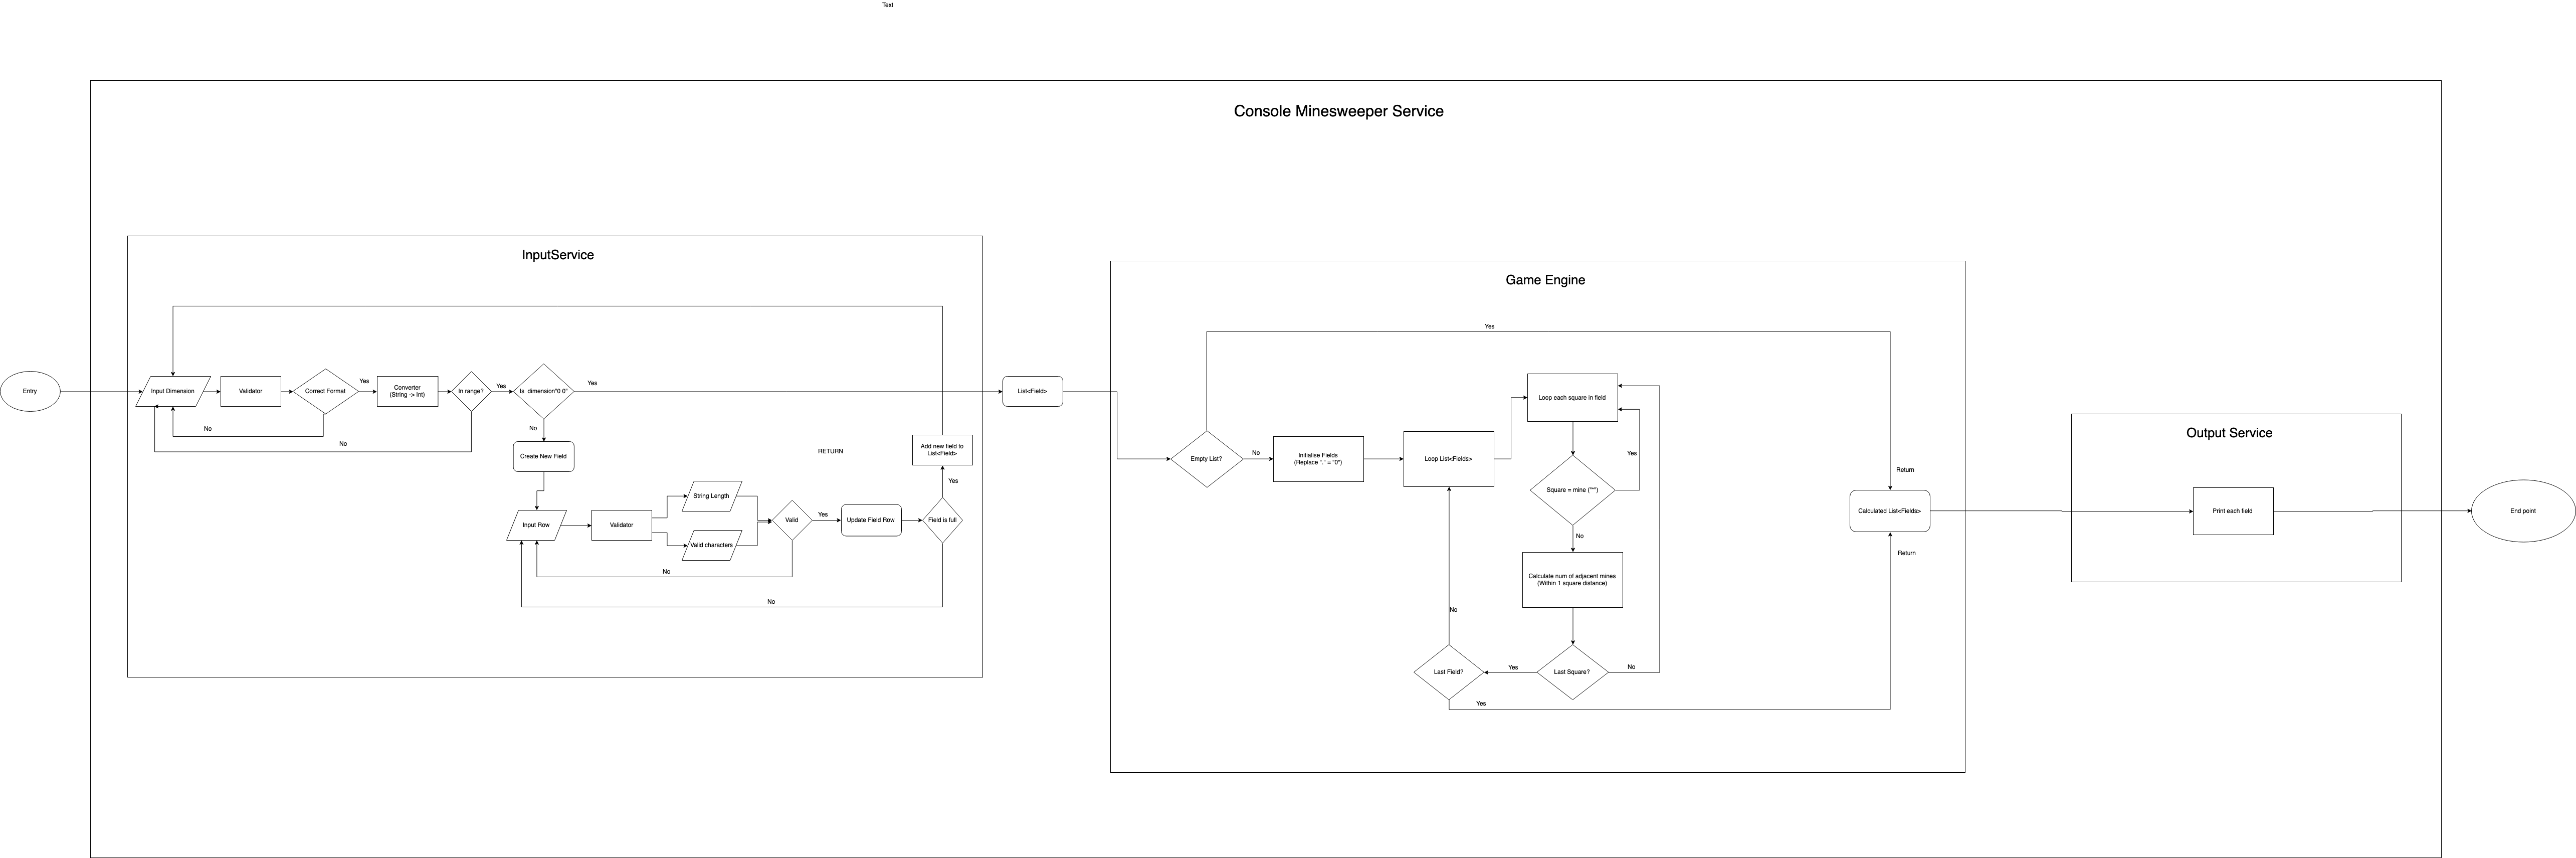 Text
Console Minesweeper Service
InputService
Entry
Input Dimension
Validator
Correct Format
Yes
Converter
(String -> Int)
In range?
Yes
Is  dimension"0 0"
Yes
No
No
No
Create New Field
Input Row
Validator
String Length
Valid characters
Valid
Yes
Update Field Row
Field is full
Yes
Add new field to
List<Field>
RETURN
No
No
List<Field>
Game Engine
Yes
Empty List?
No
Initialise Fields
(Replace "." = "0")
Loop List<Fields>
Loop each square in field
Yes
Square = mine ("*")
No
Calculate num of adjacent mines
(Within 1 square distance)
Last Square?
No
Yes
Last Field?
No
Yes
Return
Calculated List<Fields>
Return
Output Service
Print each field
End point